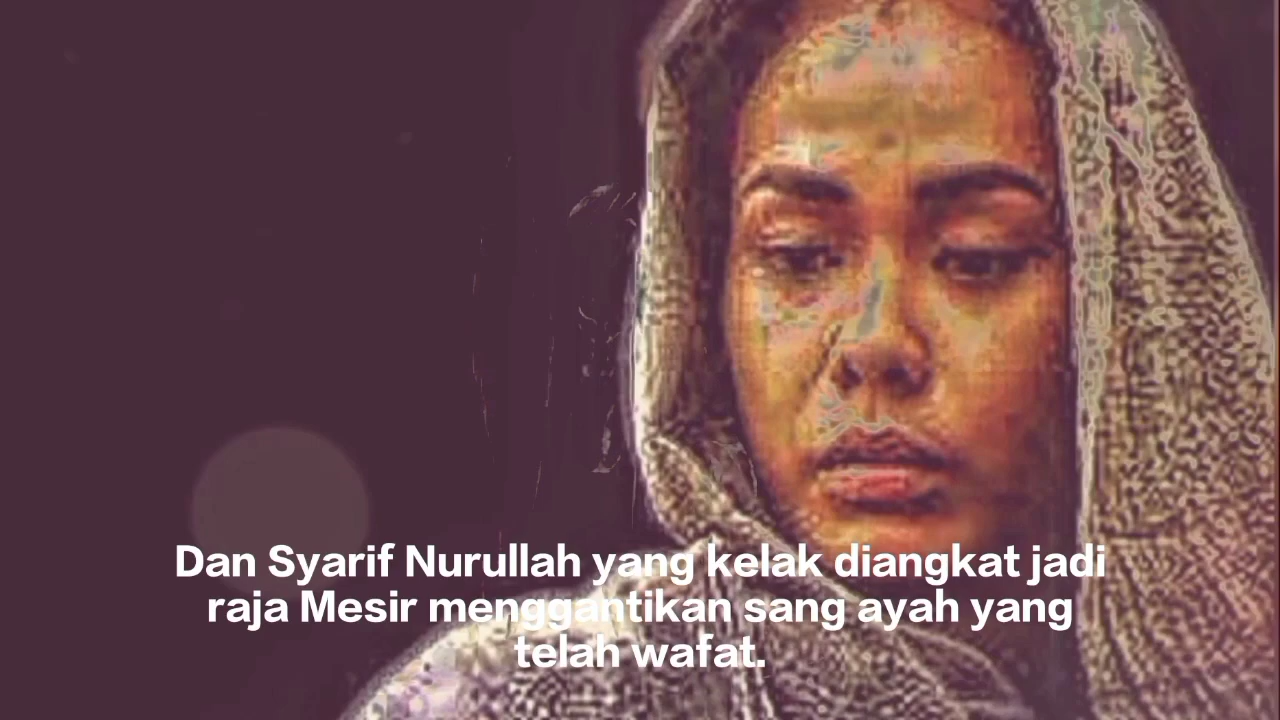 Dan Syarif Nurullah yang kelak diangkat jadi
raja Mesir menggantikan sang ayah yang
telah wafat.